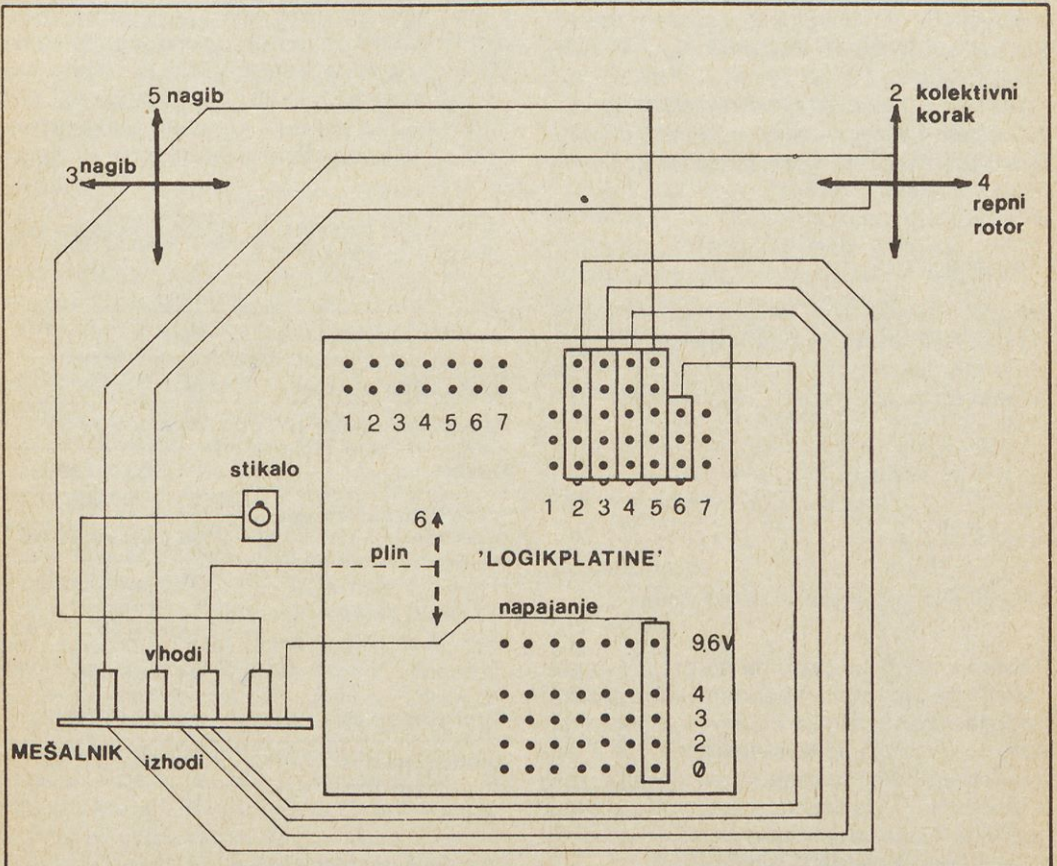 5 nagib
2 kolektivni
korak
3 nagib
4
repni
rotor
1 2 3 4 5 6 7
stikalo
1 2 3 4 5 6 7
6
plin
'LOGIKPLATINE'
napajanje
9,6V
vhodi
4
3
MEŠALNIK
izhodi
2
0